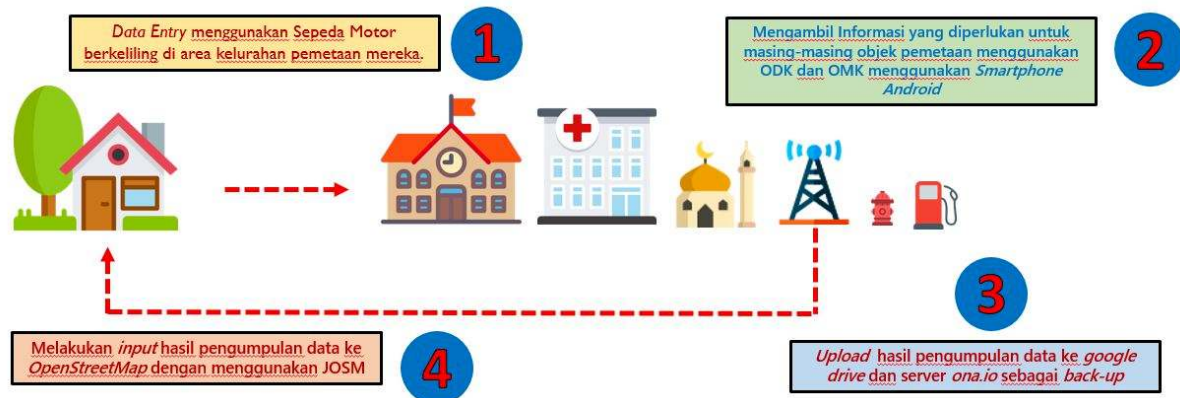 Data Entry menggunakan Sepeda Motor
berkeliling di area kelurahan pemetaan mereka.
1
Mengambil Informasi yang diperlukan untuk
masing-masing objek pemetaan menggunakan
ODK dan OMK menggunakan Smartphone
Android
2
3
Upload hasil pengumpulan data ke google
drive dan server ona.io sebagai back-up
Melakukan input hasil pengumpulan data ke
OpenStreetMap dengan menggunakan JOSM
4